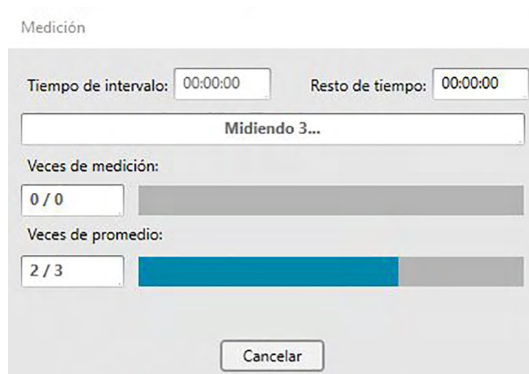 Medición
Tiempo de intervalo: 00:00:00 Resto de tiempo: 00:00:00
Midiendo 3...
Veces de medición:
0 / 0
Veces de promedio:
2 / 3
Cancelar